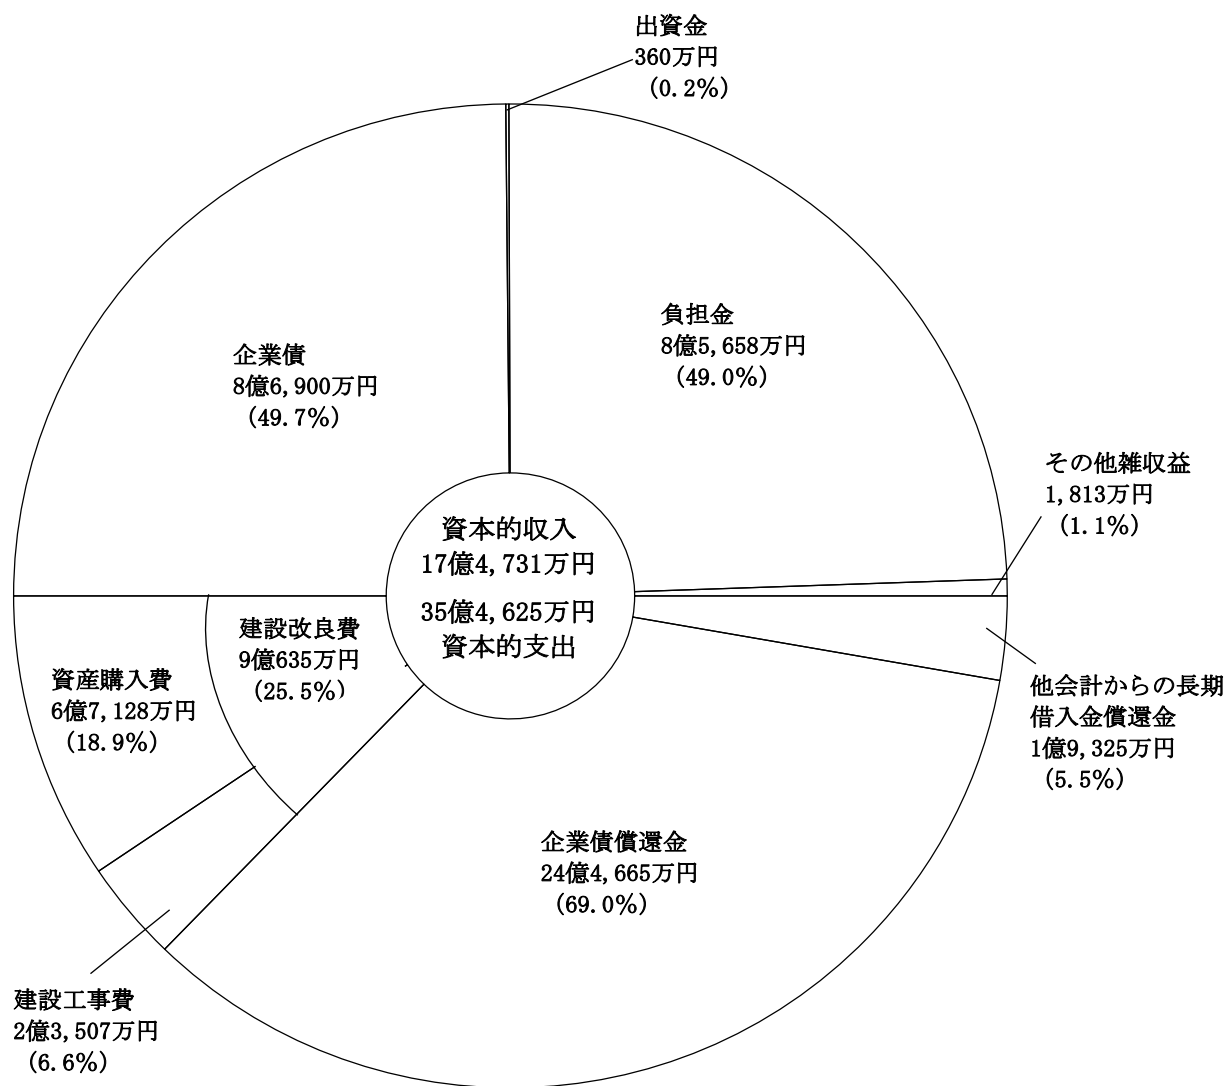 出資金
360万円
（0.2%）
負担金
8億5,658万円
（49.0%）
企業債
8億6,900万円
（49.7%）
その他雑収益
1,813万円
（1.1%）
資本的収入
17億4,731万円
35億4,625万円
資本的支出
建設改良費
9億635万円
（25.5%）
資産購入費
6億7,128万円
（18.9%）
他会計からの長期
借入金償還金
1億9,325万円
（5.5%）
企業債償還金
24億4,665万円
（69.0%）
建設工事費
2億3,507万円
（6.6%）